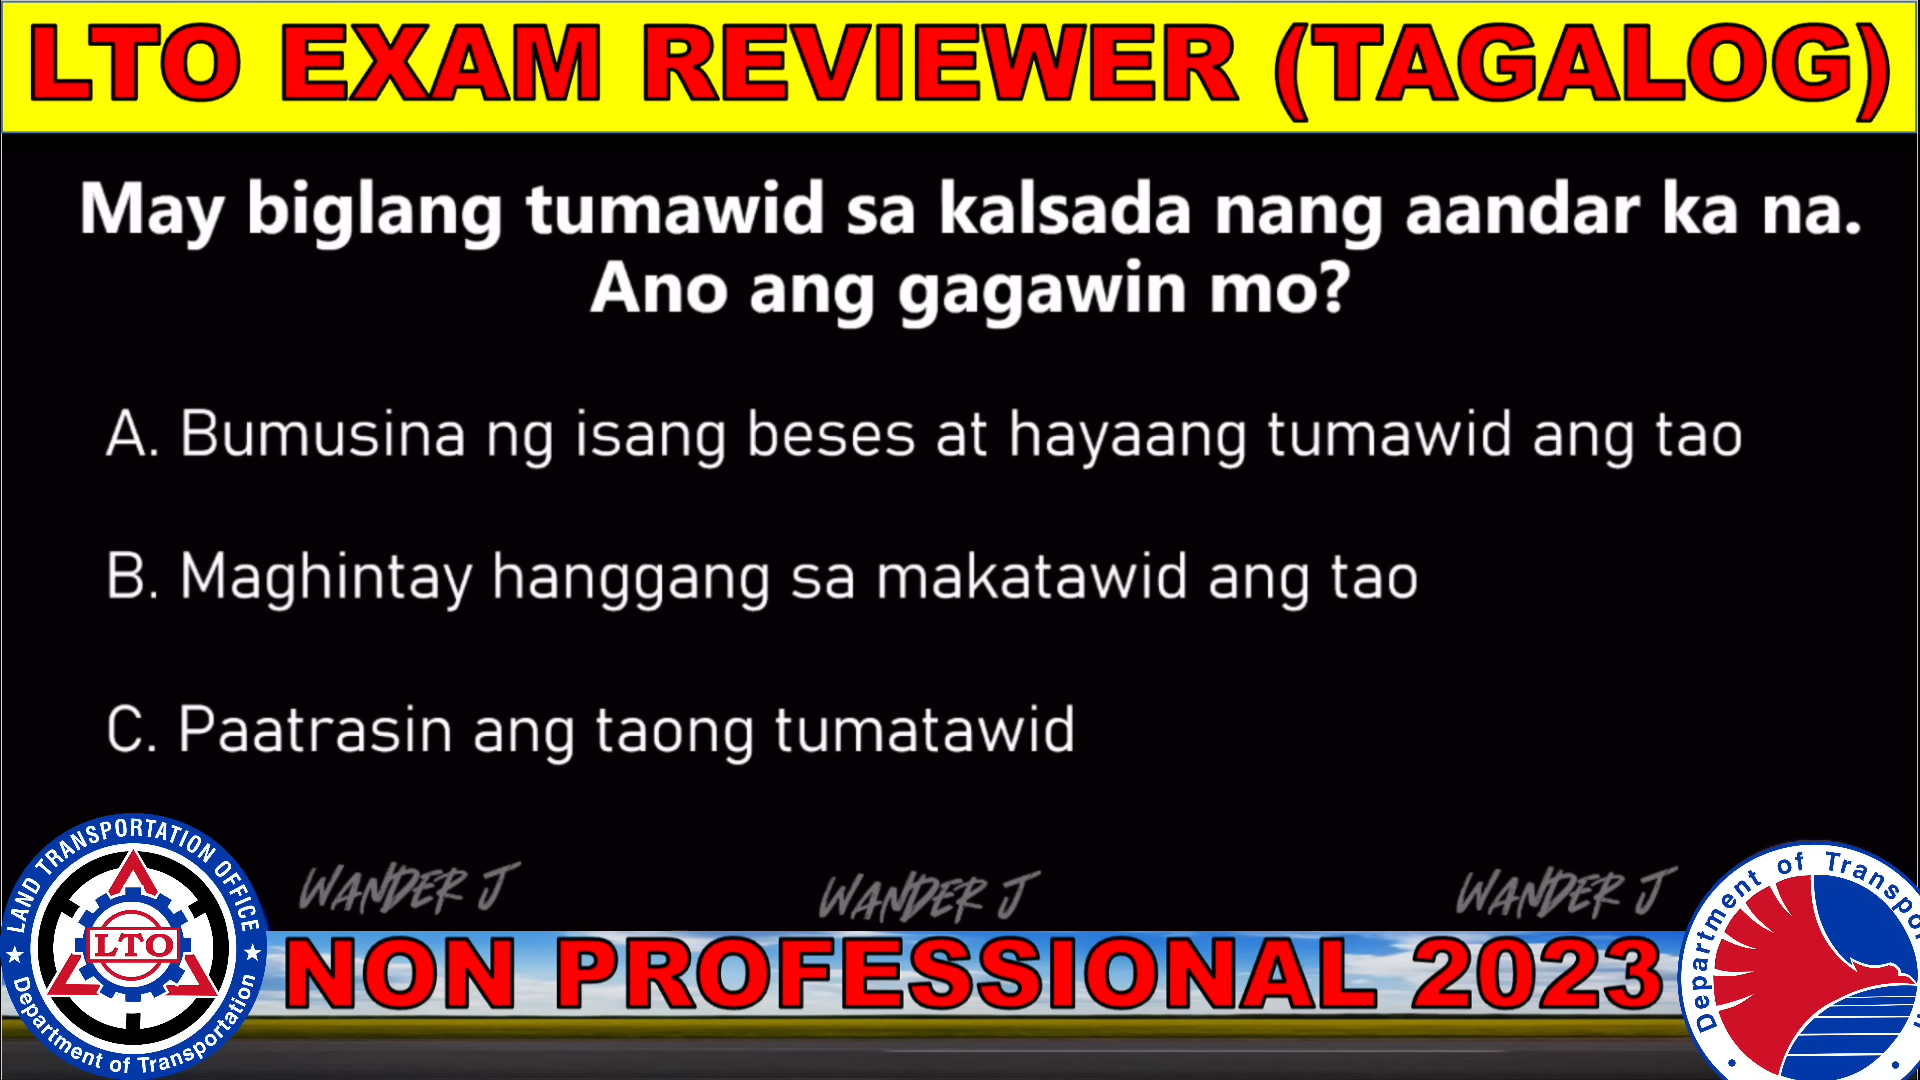 LTO EXAM REVIEWER (TAGALOG)
May biglang tumawid sa kalsada nang aandar ka na.
Ano ang gagawin mo?
A. Bumusina ng isang beses at hayaang tumawid ang tao
B. Maghintay hanggang sa makatawid ang tao
C. Paatrasin ang taong tumatawid
WANDER J
WANDER J
WANDER J
LAND TRANSPORTATION OFFICE
LTO
Department of Transportation
NON PROFESSIONAL 2023
Department of Transpor